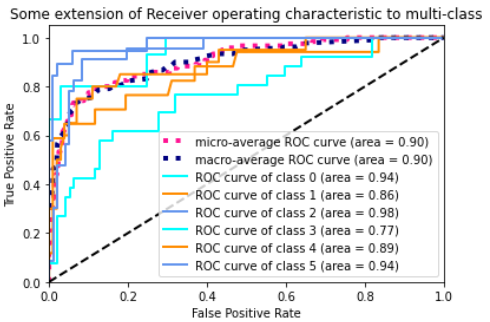 Some extension of Receiver operating characteristic to multi-class
1.0
0.8
0.6
0.4
0.2
0.0
True Positive Rate
micro-average ROC curve (area = 0.90)
macro-average ROC curve (area = 0.90)
ROC curve of class 0 (area = 0.94)
ROC curve of class 1 (area = 0.86)
ROC curve of class 2 (area = 0.98)
ROC curve of class 3 (area = 0.77)
ROC curve of class 4 (area = 0.89)
ROC curve of class 5 (area = 0.94)
0.0 0.2 0.4 0.6 0.8 1.0
False Positive Rate